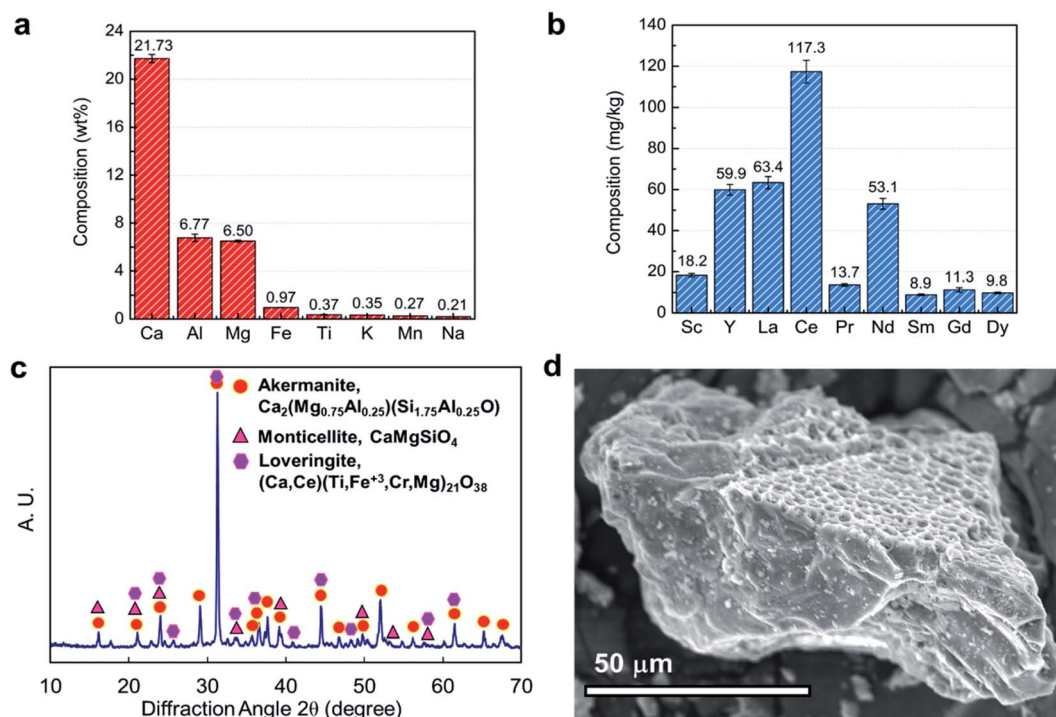 a
Composition (wt%)
24
20
16
12
8
4
0
21.73
6.77
6.50
0.97
0.37
0.35
0.27
0.21
Ca Al Mg Fe Ti K Mn Na
b
Composition (mg/kg)
140
120
100
80
60
40
20
0
18.2
59.9
63.4
117.3
13.7
53.1
8.9
11.3
9.8
Sc Y La Ce Pr Nd Sm Gd Dy
c
A. U.
Akermanite,
Ca₂(Mg₀.₇₅Al₀.₂₅)(Si₁.₇₅Al₀.₂₅O)
Monticellite, CaMgSiO₄
Loveringite,
(Ca,Ce)(Ti,Fe⁺³,Cr,Mg)₂₁O₃₈
10 20 30 40 50 60 70
Diffraction Angle 2θ (degree)
d
50 μm